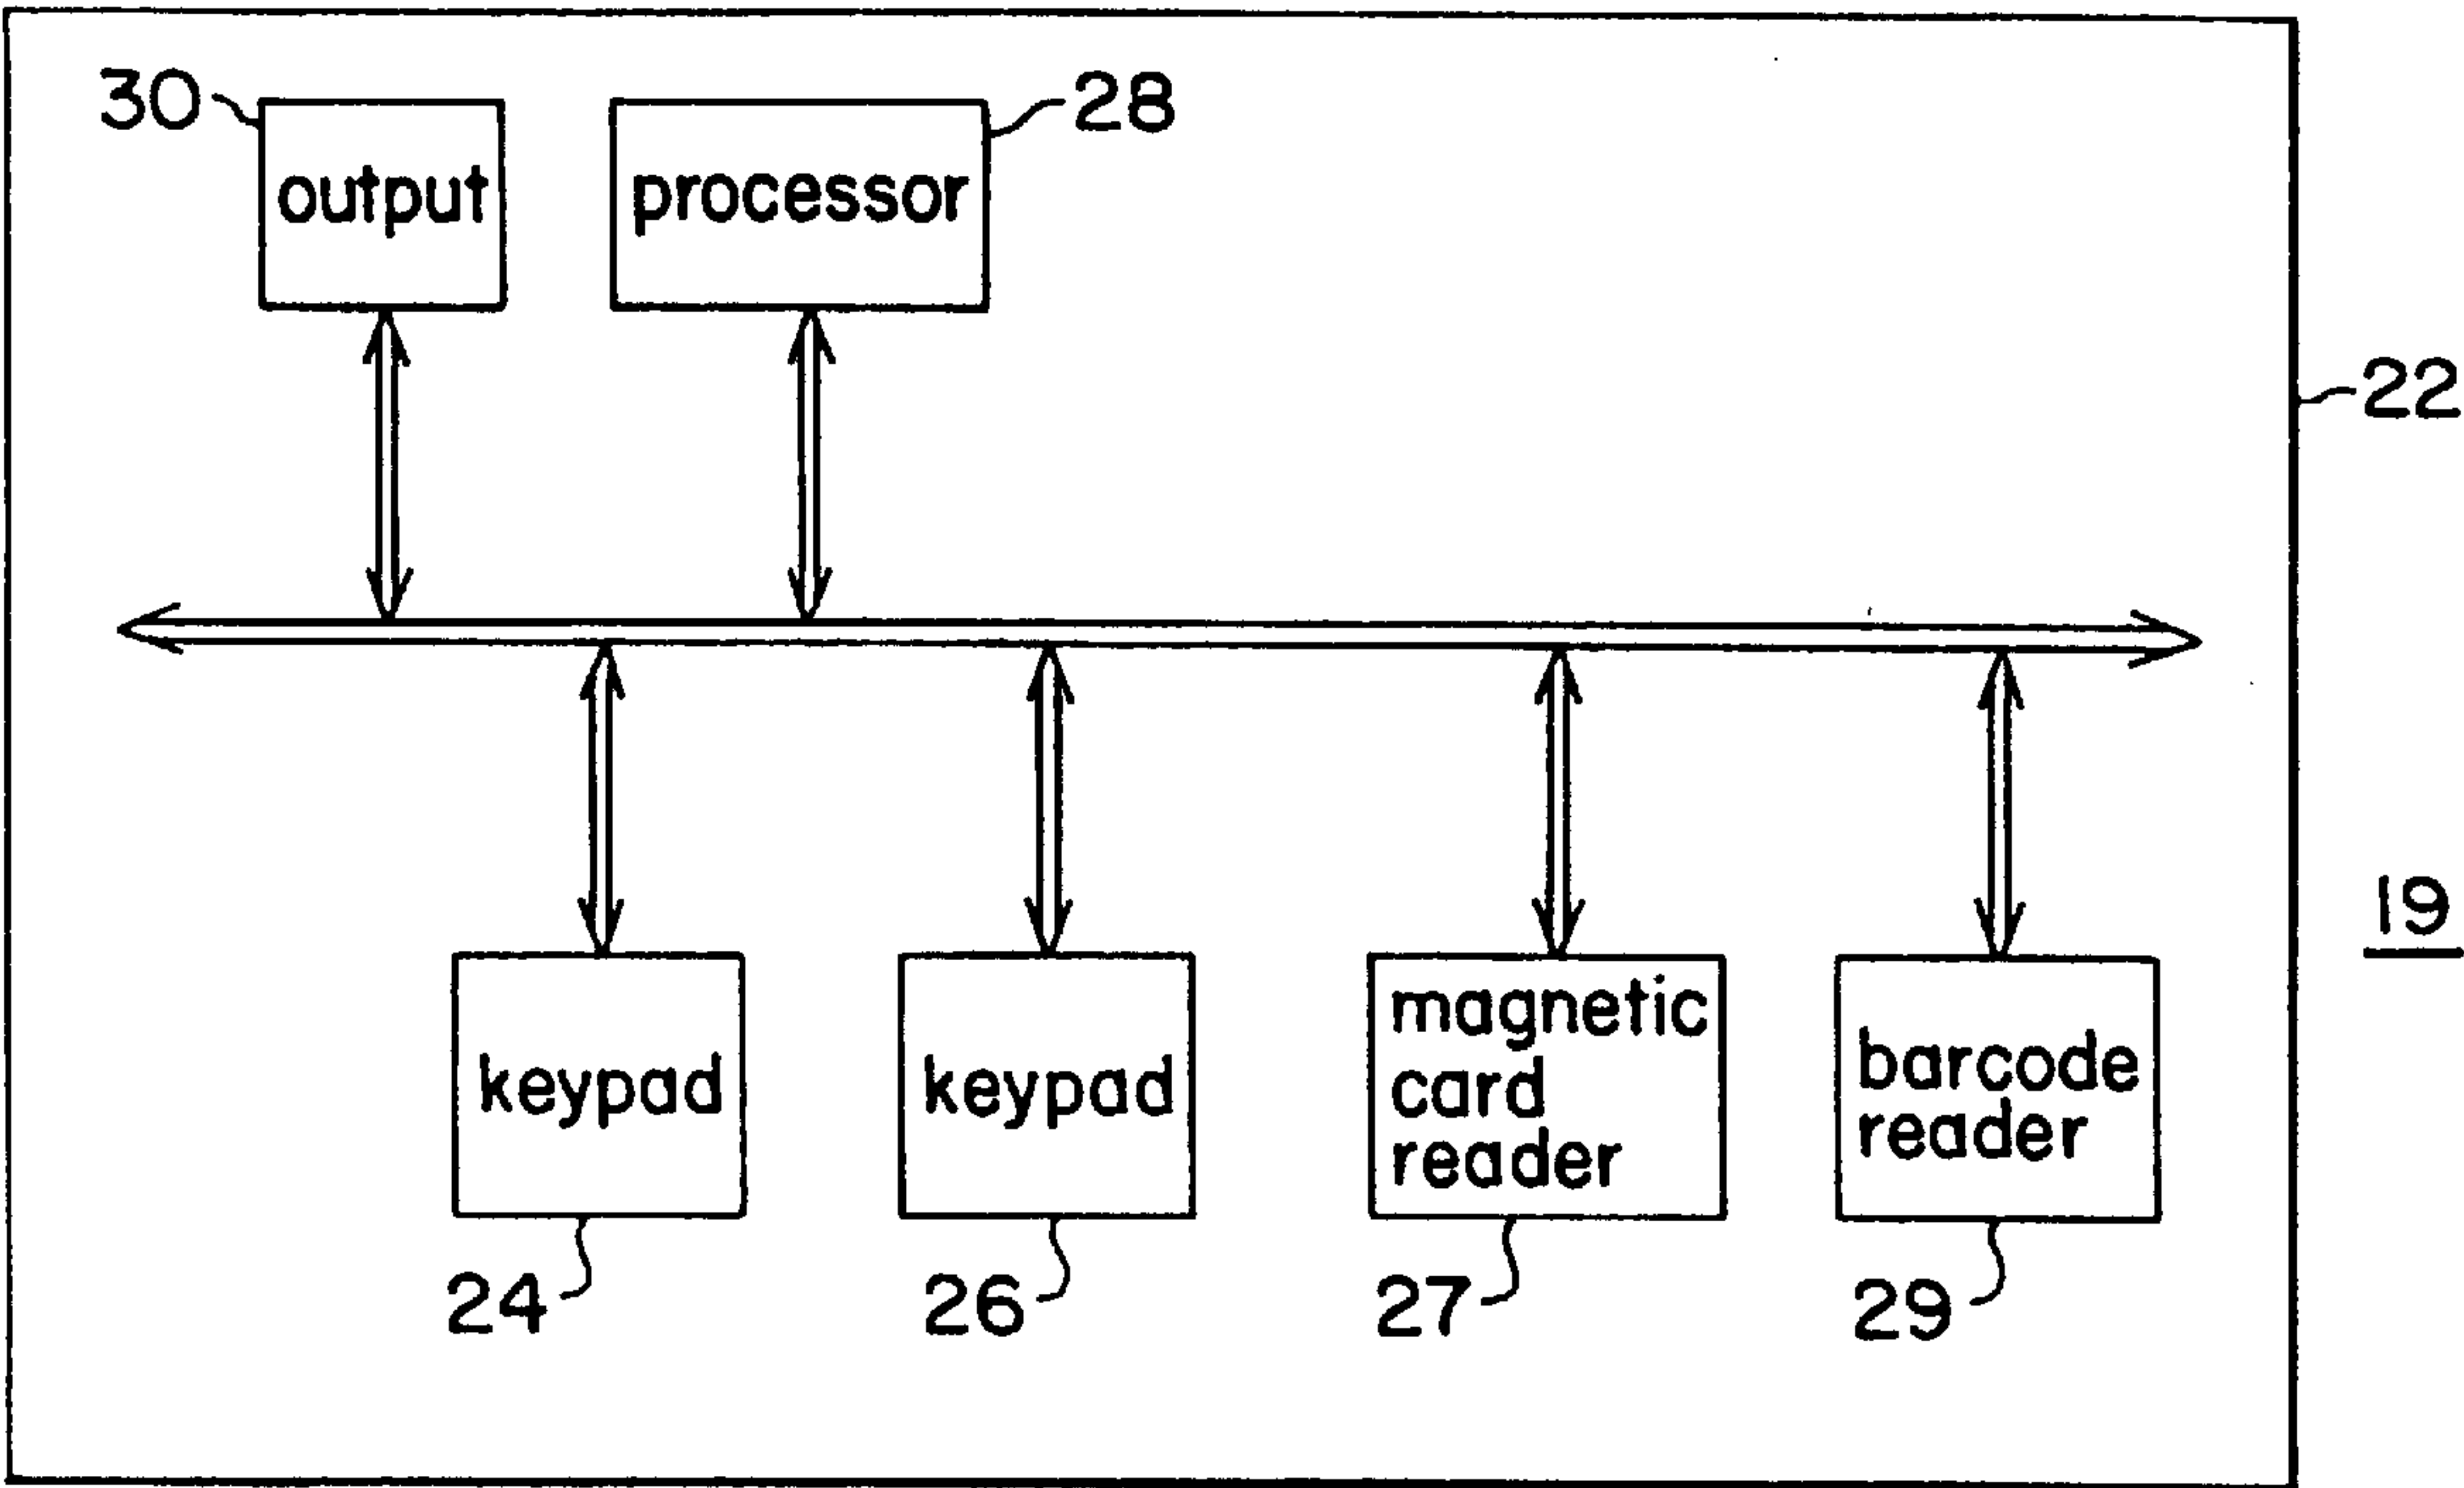 30
output
processor
28
22
19
keypad
keypad
magnetic
card
reader
barcode
reader
24
26
27
29